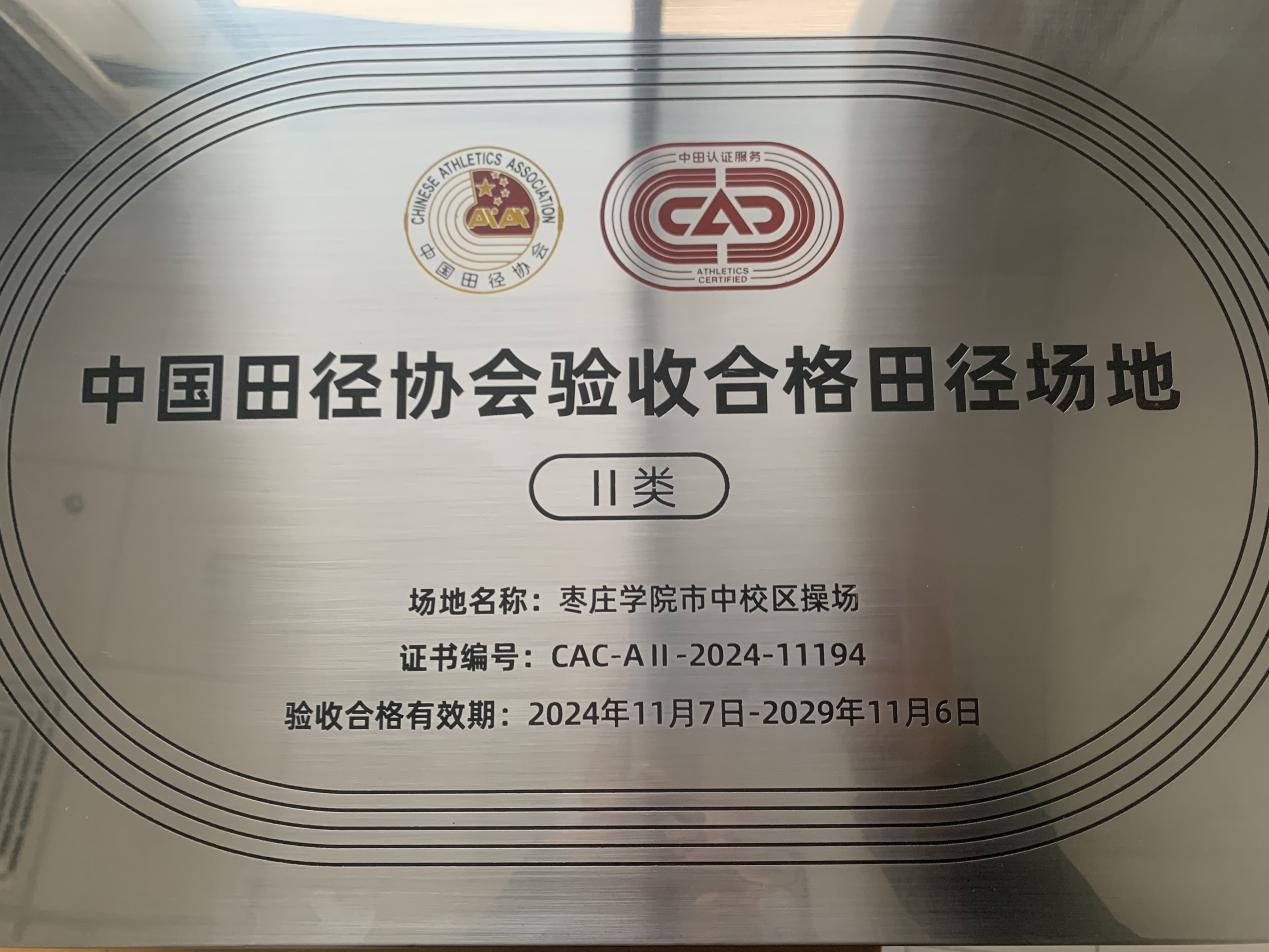 CHINESE ATHLETICS ASSOCIATION
中国田径协会
中田认证服务
CAC
ATHLETICS
CERTIFIED
中国田径协会验收合格田径场地
II类
场地名称：枣庄学院市中校区操场
证书编号：CAC-AII-2024-11194
验收合格有效期：2024年11月7日-2029年11月6日